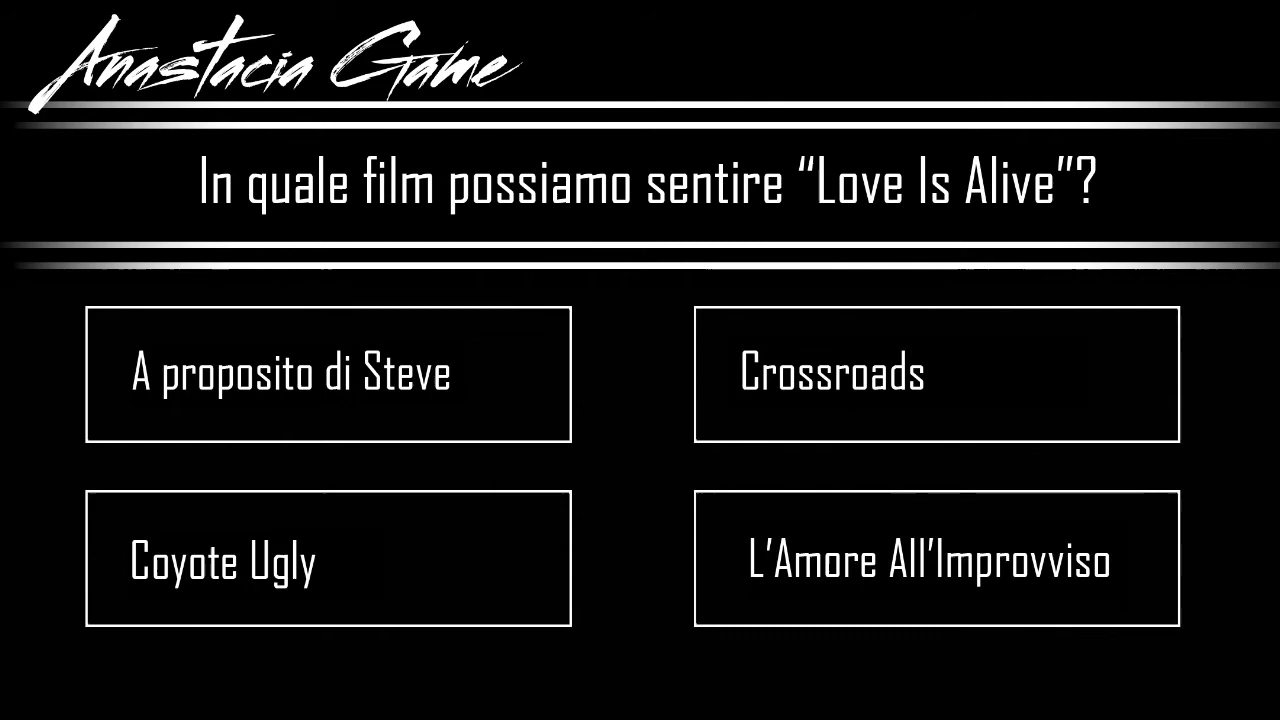 Anastacia Game
In quale film possiamo sentire “Love Is Alive”?
A proposito di Steve
Crossroads
Coyote Ugly
L’Amore All’Improvviso